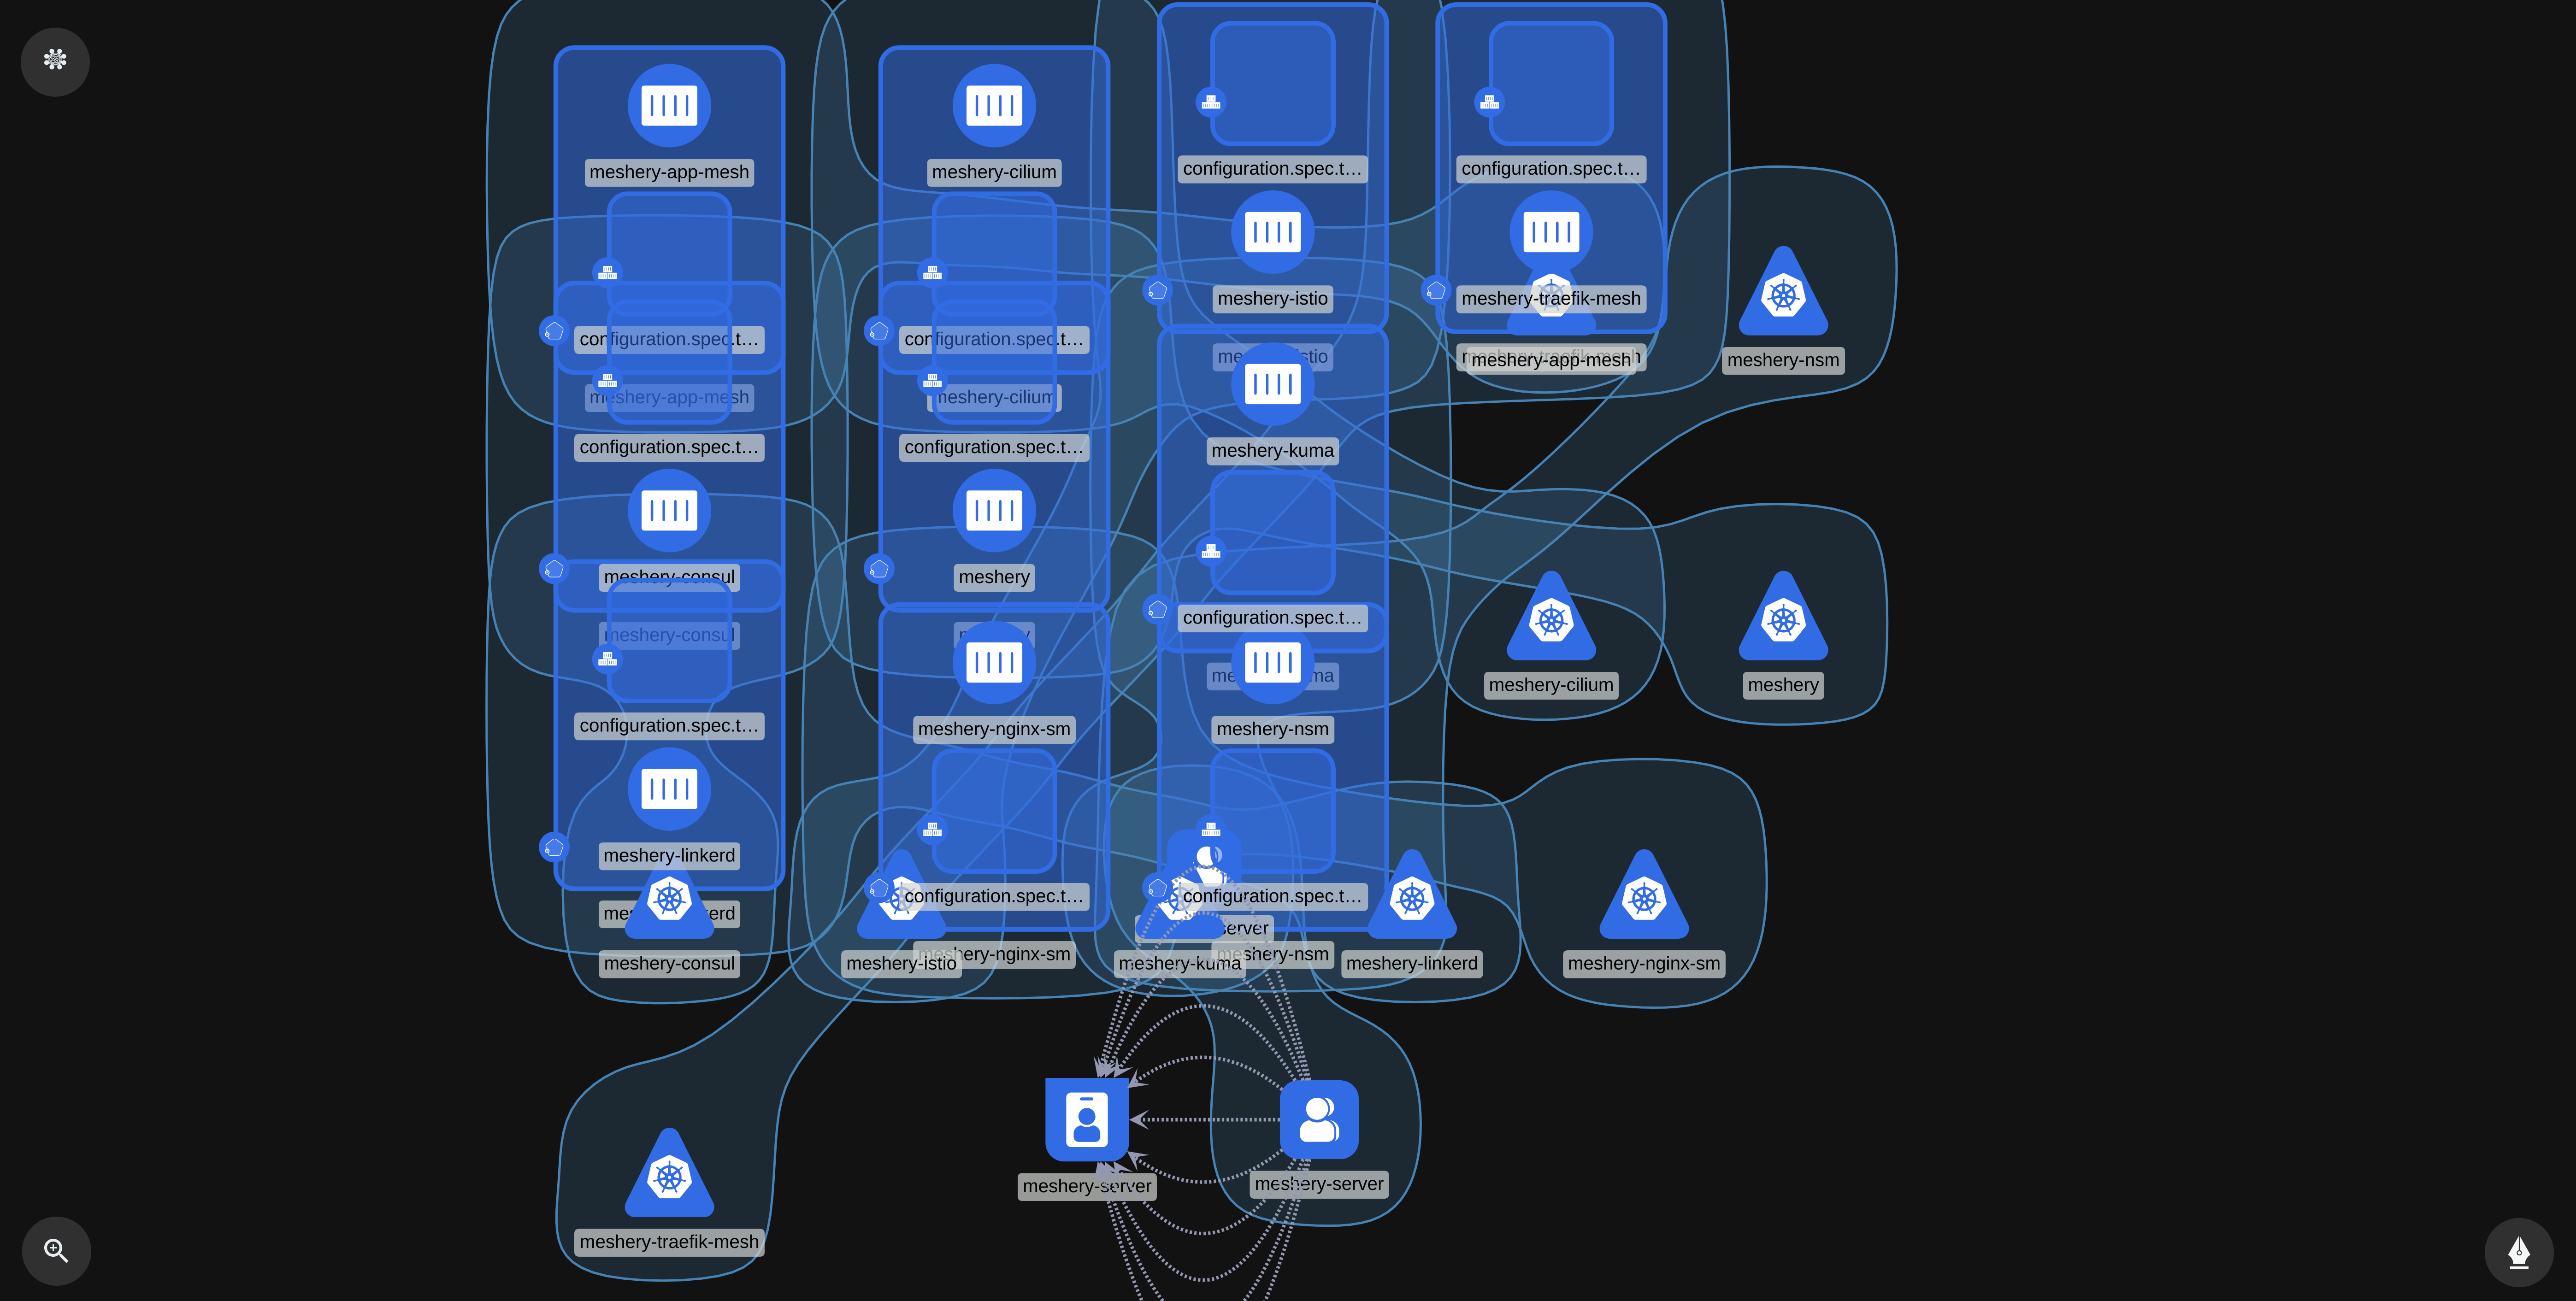 meshery-app-mesh
meshery-cilium
configuration.spec.t…
configuration.spec.t…
meshery-istio
meshery-traefik-mesh
configuration.spec.t…
configuration.spec.t…
meshery-app-mesh
meshery-nsm
meshery-app-mesh
meshery-cilium
configuration.spec.t…
configuration.spec.t…
meshery-kuma
meshery-consul
meshery
configuration.spec.t…
meshery-consul
meshery-cilium
meshery
configuration.spec.t…
meshery-nginx-sm
meshery-nsm
meshery-linkerd
configuration.spec.t…
configuration.spec.t…
server
meshery-nginx-sm
meshery-nsm
meshery-consul
meshery-istio
meshery-kuma
meshery-linkerd
meshery-nginx-sm
meshery-server
meshery-server
meshery-traefik-mesh